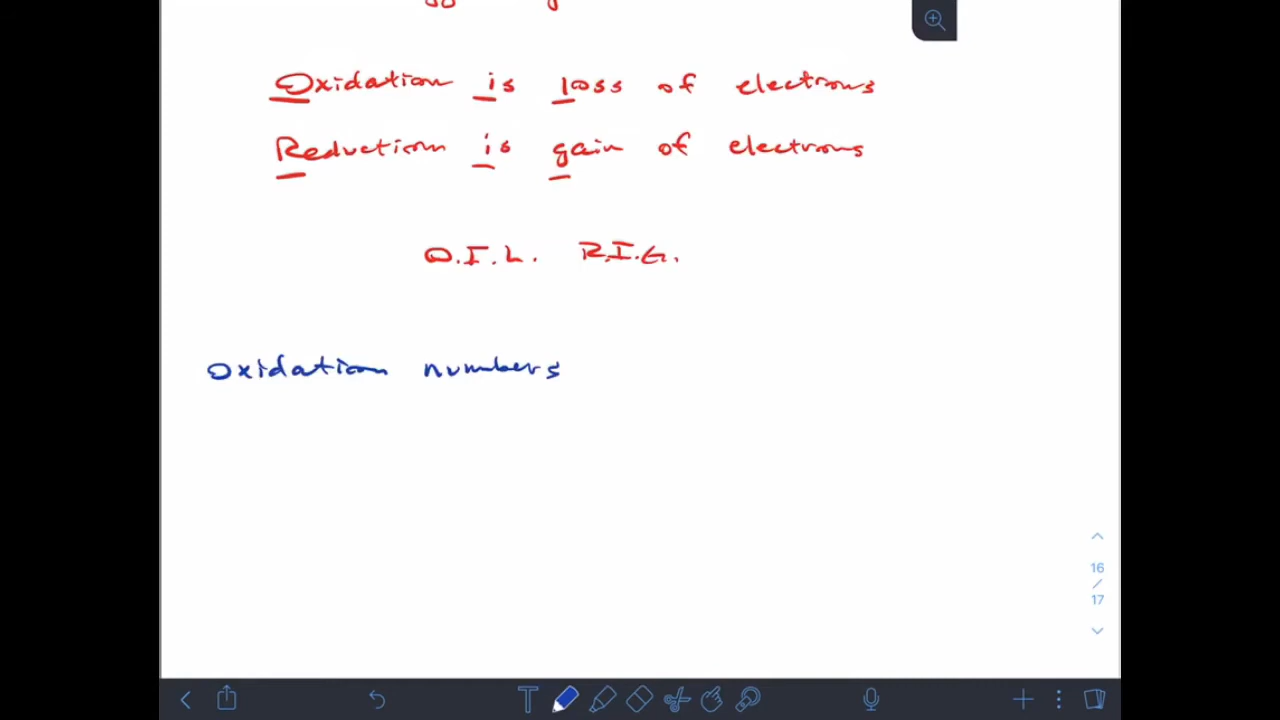 Oxidation is loss of electrons
Reduction is gain of electrons
O.I.L. R.I.G.
Oxidation numbers
16
/
17
T